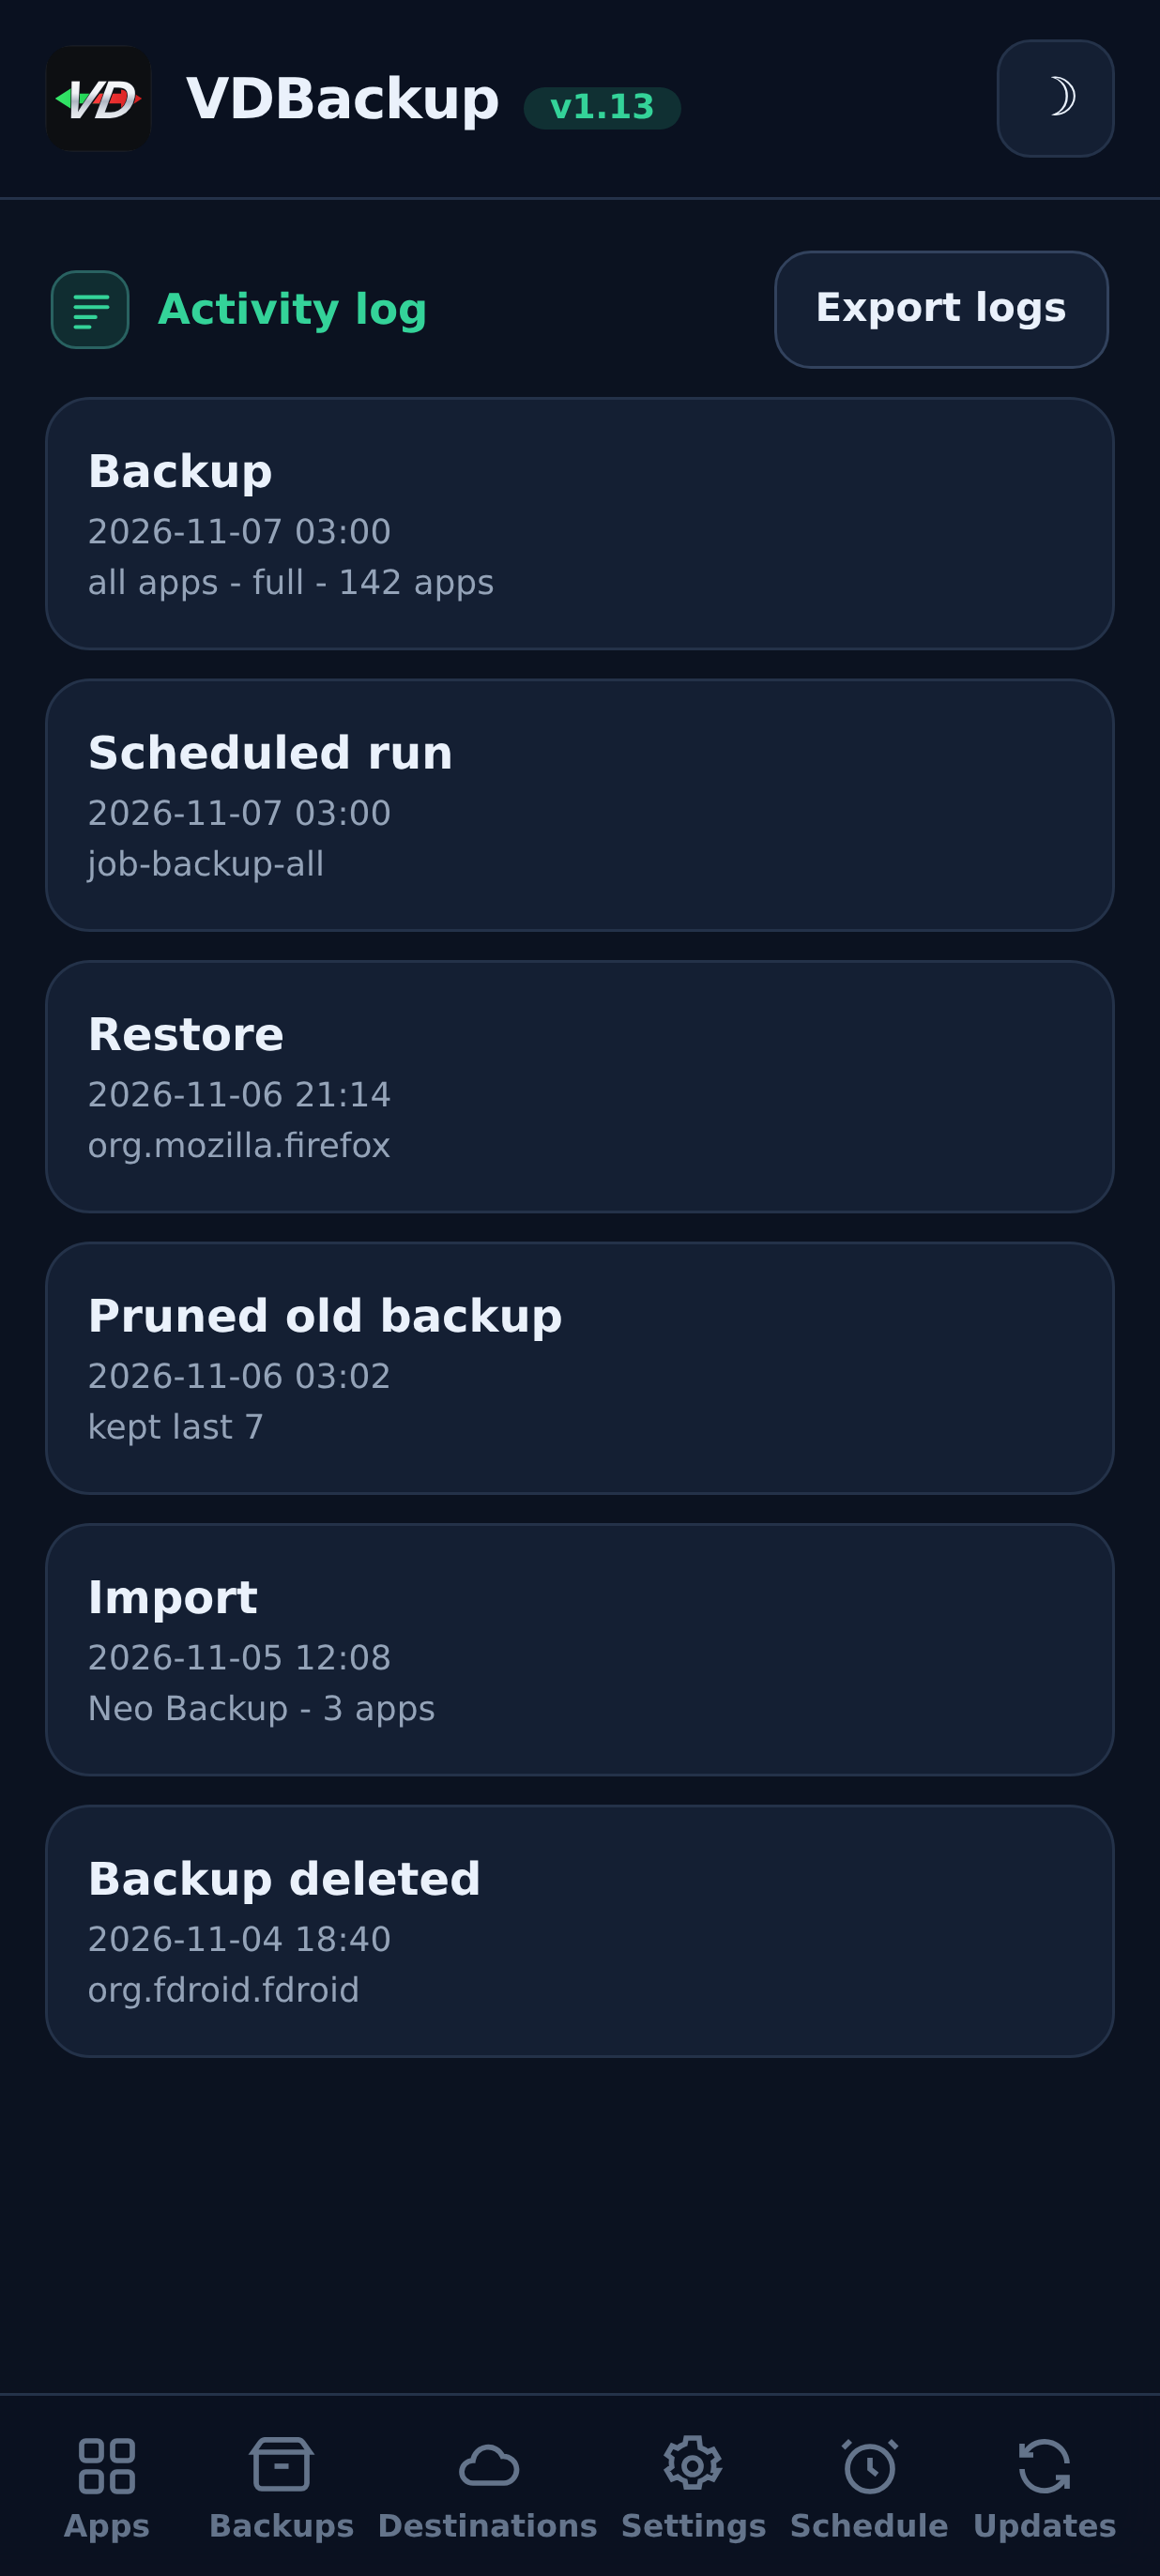 VD
VDBackup v1.13
Activity log
Export logs
Backup
2026-11-07 03:00
all apps - full - 142 apps
Scheduled run
2026-11-07 03:00
job-backup-all
Restore
2026-11-06 21:14
org.mozilla.firefox
Pruned old backup
2026-11-06 03:02
kept last 7
Import
2026-11-05 12:08
Neo Backup - 3 apps
Backup deleted
2026-11-04 18:40
org.fdroid.fdroid
Apps Backups Destinations Settings Schedule Updates